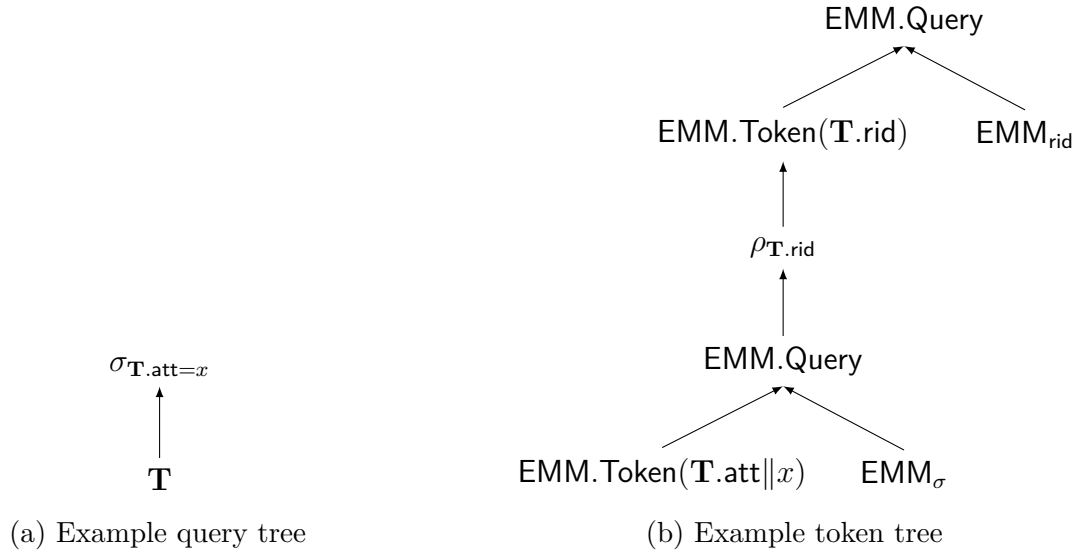 EMM.Query
EMM.Token(T.rid) EMM_rid
ρ_T.rid
σ_T.att=x
EMM.Query
T
EMM.Token(T.att∥x) EMM_σ
(a) Example query tree
(b) Example token tree